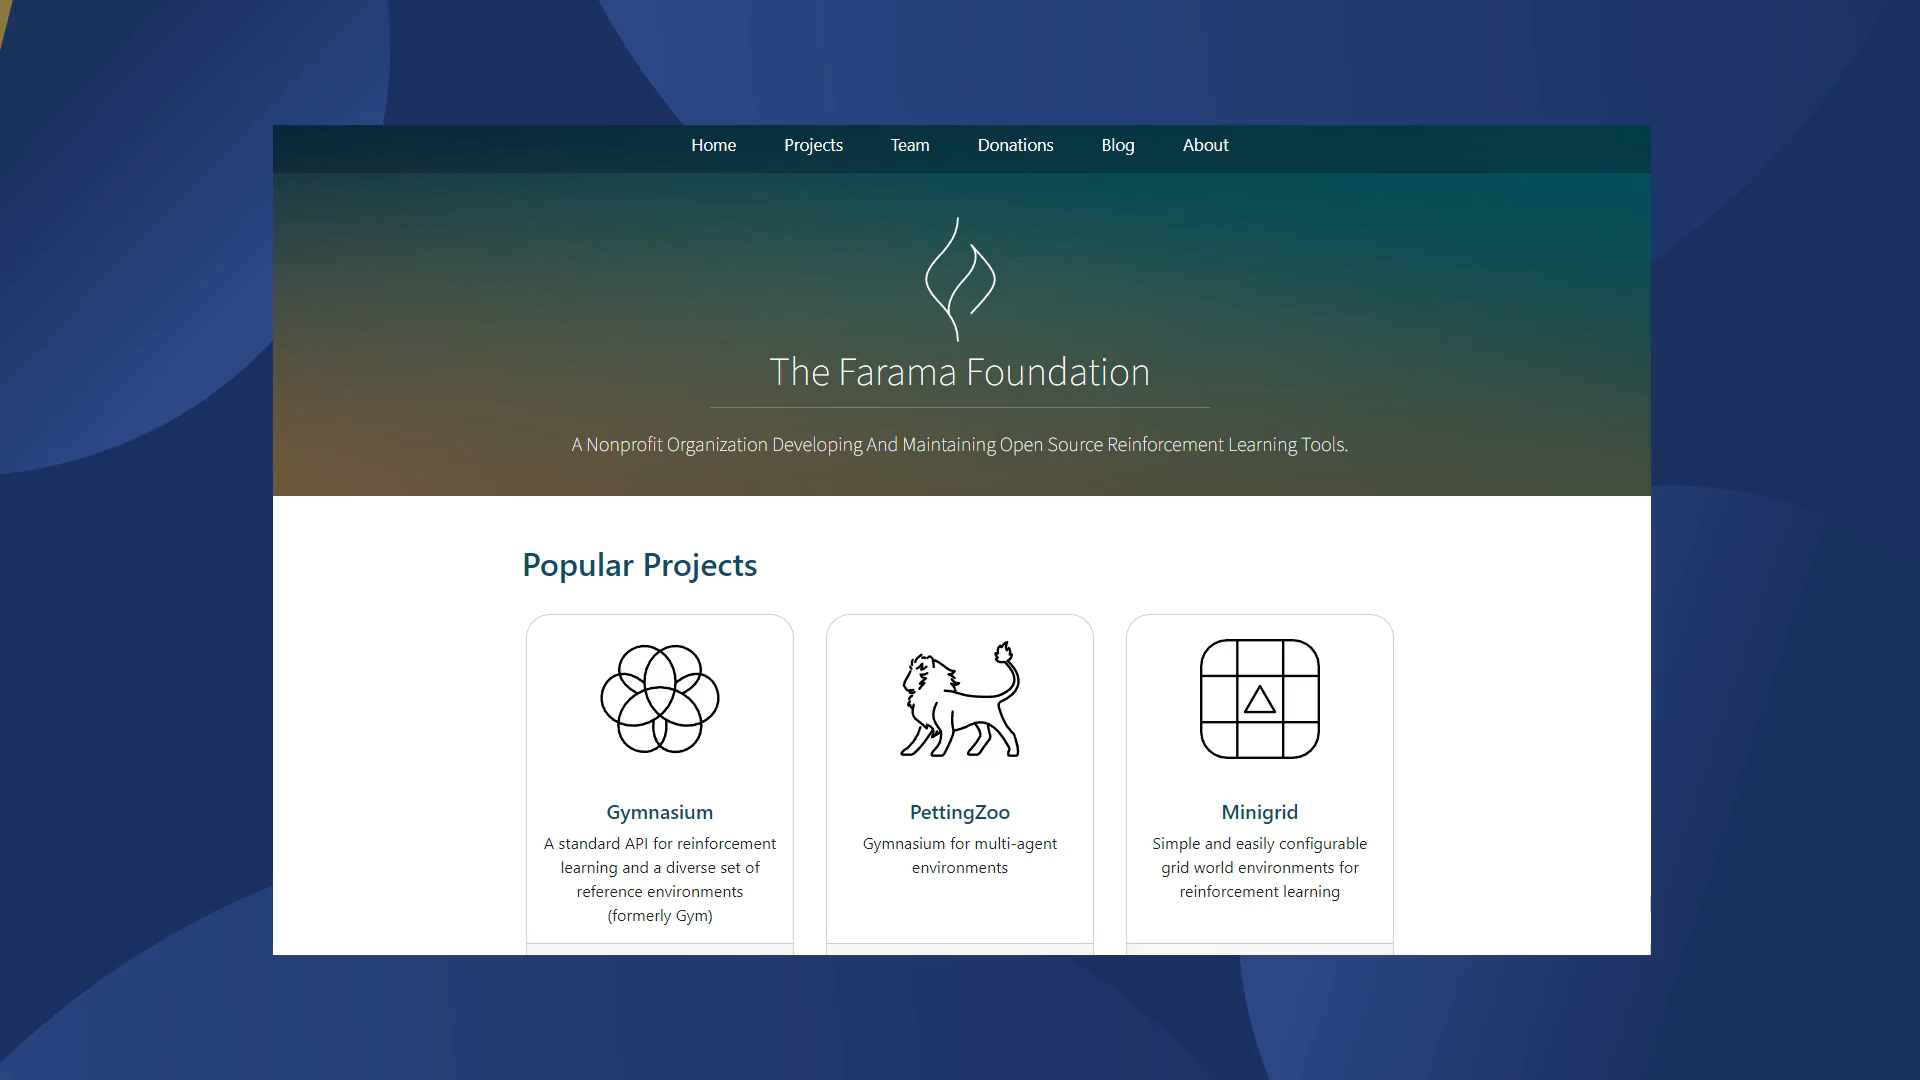 Home Projects Team Donations Blog About
The Farama Foundation
A Nonprofit Organization Developing And Maintaining Open Source Reinforcement Learning Tools.
Popular Projects
Gymnasium
A standard API for reinforcement
learning and a diverse set of
reference environments
(formerly Gym)
PettingZoo
Gymnasium for multi-agent
environments
Minigrid
Simple and easily configurable
grid world environments for
reinforcement learning